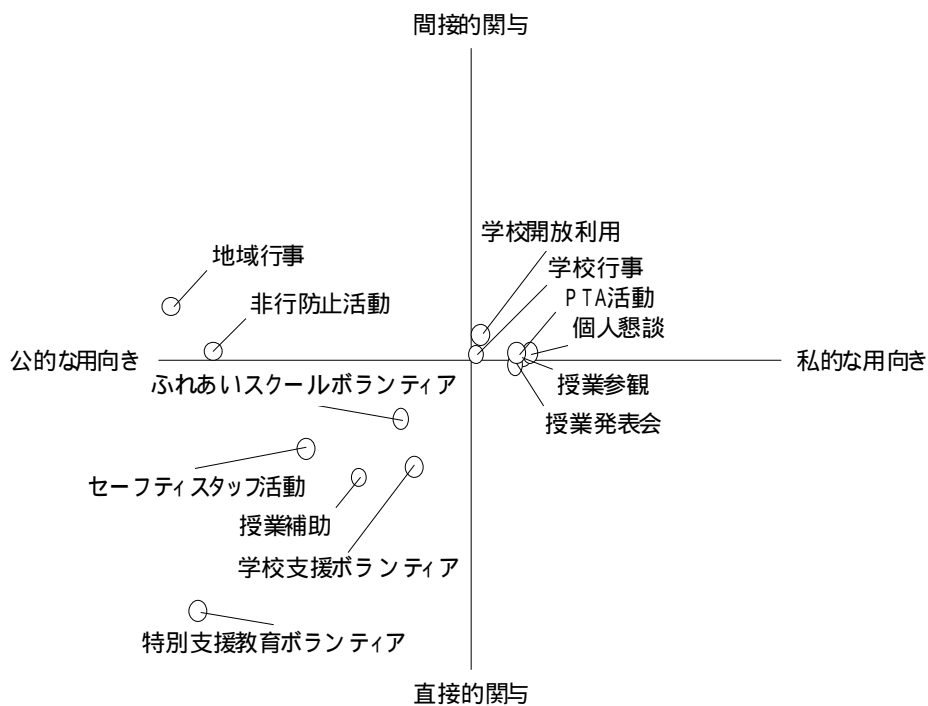 間接的関与
学校開放利用
地域行事
学校行事
PTA活動
非行防止活動
個人懇談
公的な用向き
私的な用向き
ふれあいスクールボランティア
授業参観
授業発表会
セーフティスタッフ活動
授業補助
学校支援ボランティア
特別支援教育ボランティア
直接的関与